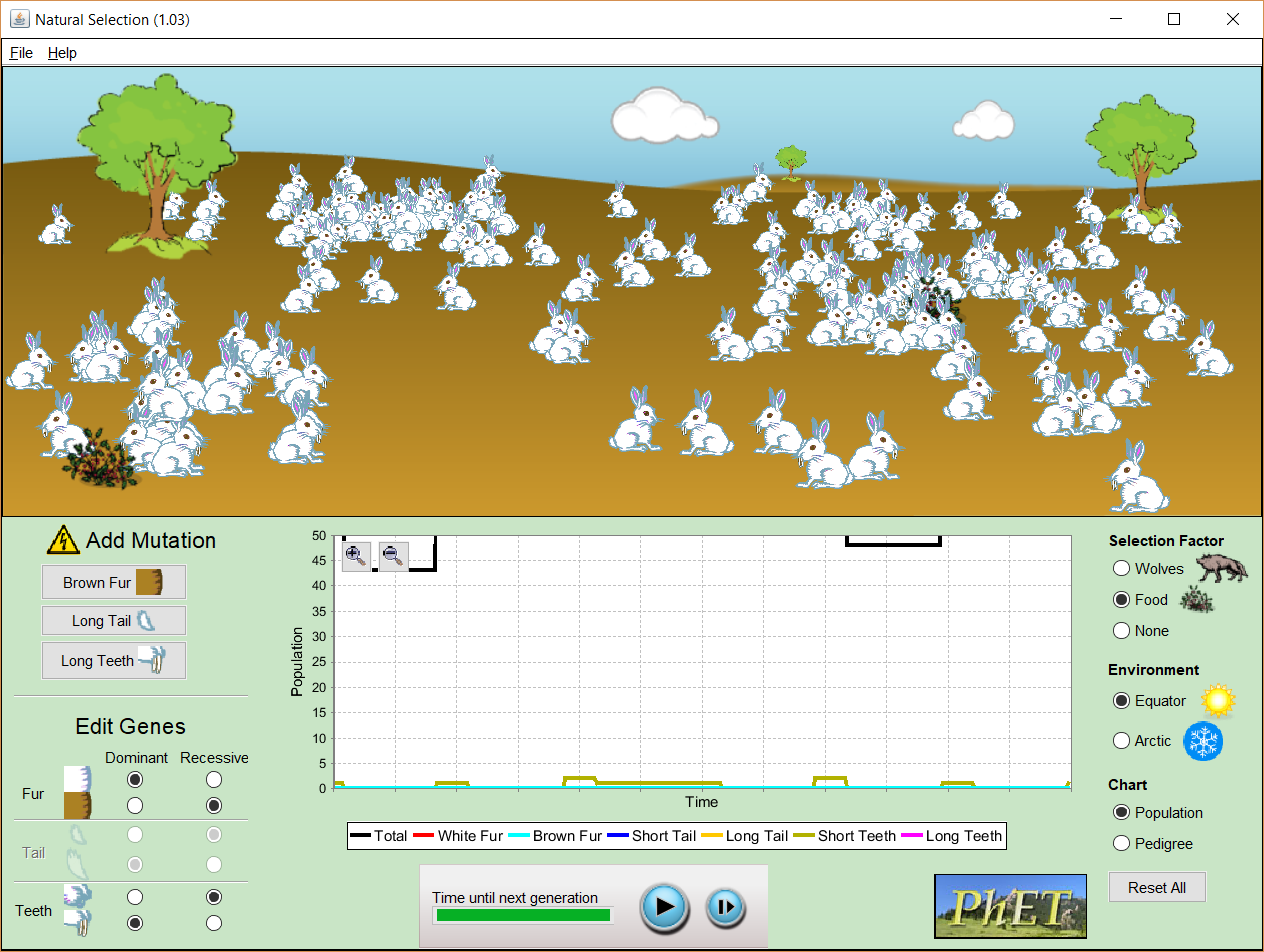 Natural Selection (1.03)
File Help
Add Mutation
Brown Fur
Long Tail
Long Teeth
Edit Genes
Dominant Recessive
Fur
Tail
Teeth
Population
50
45
40
35
30
25
20
15
10
5
0
Time
Total White Fur Brown Fur Short Tail Long Tail Short Teeth Long Teeth
Time until next generation
PhET
Selection Factor
Wolves
Food
None
Environment
Equator
Arctic
Chart
Population
Pedigree
Reset All